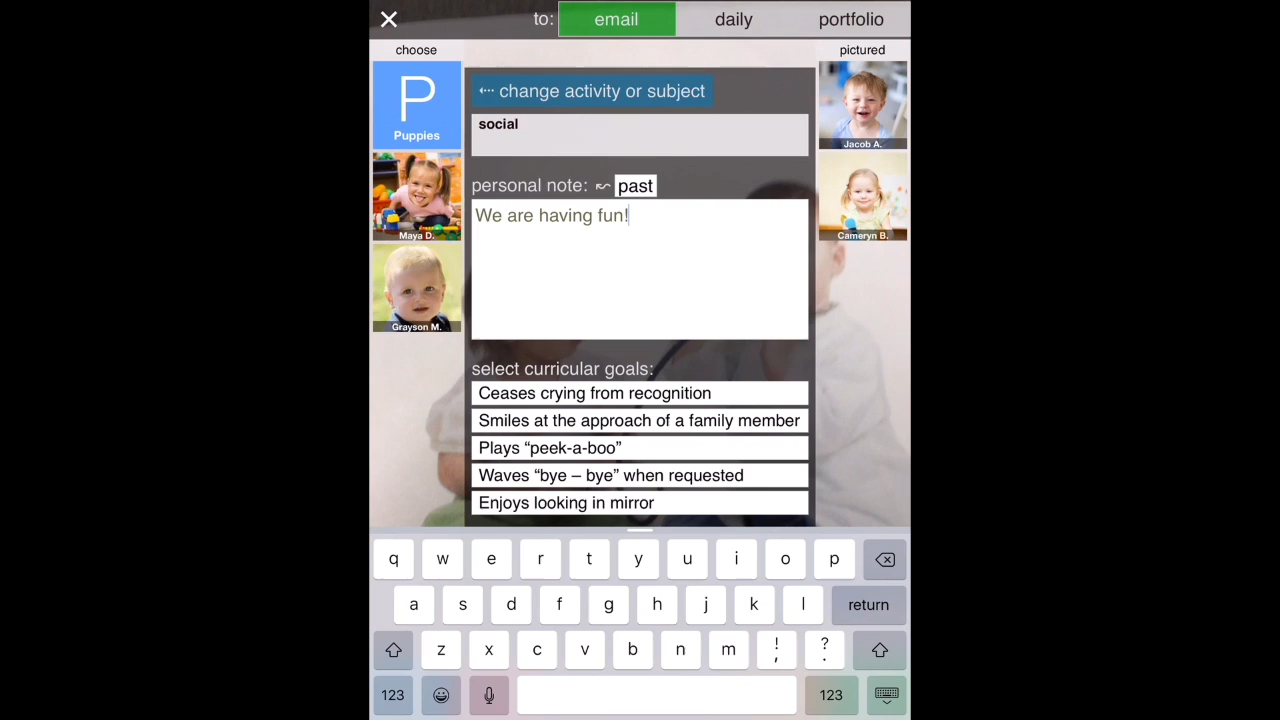 to: email daily portfolio
choose
pictured
P
Puppies
Maya D.
Grayson M.
Jacob A.
Cameryn B.
change activity or subject
social
personal note: past
We are having fun!
select curricular goals:
Ceases crying from recognition
Smiles at the approach of a family member
Plays “peek-a-boo”
Waves “bye – bye” when requested
Enjoys looking in mirror
q w e r t y u i o p
a s d f g h j k l return
z x c v b n m ! , ? .
123 123